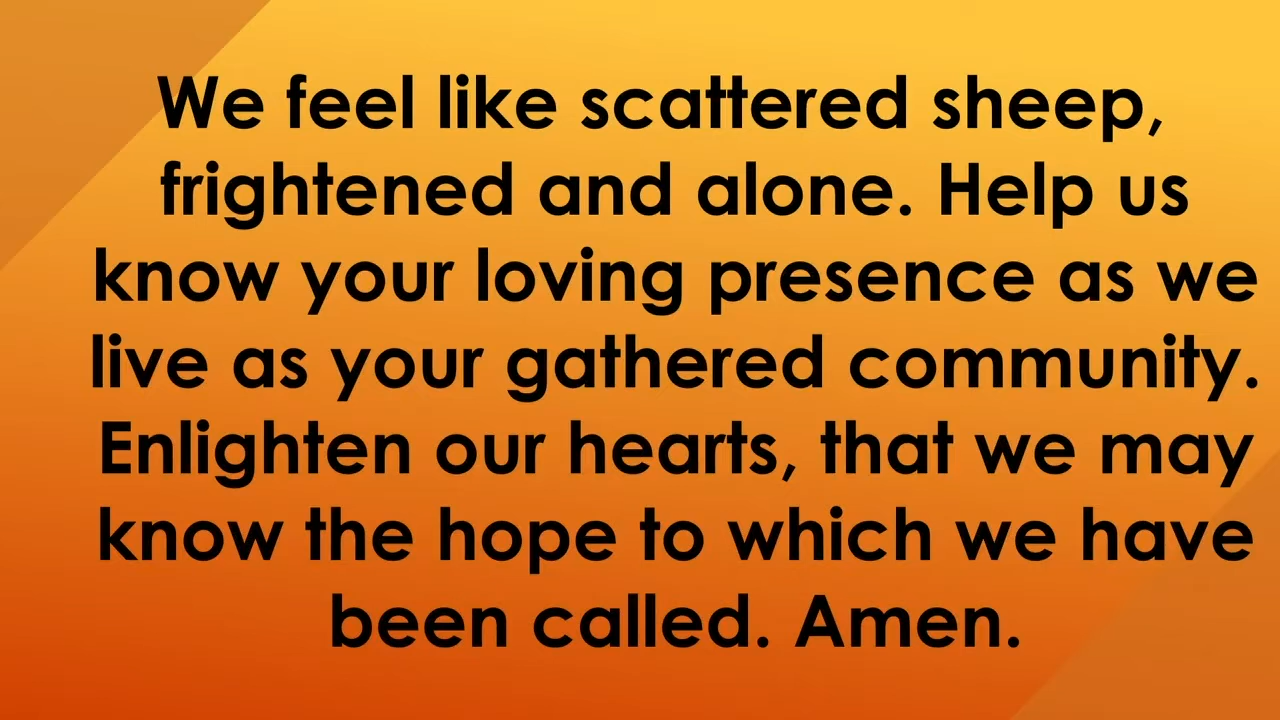 We feel like scattered sheep,
frightened and alone. Help us
know your loving presence as we
live as your gathered community.
Enlighten our hearts, that we may
know the hope to which we have
been called. Amen.